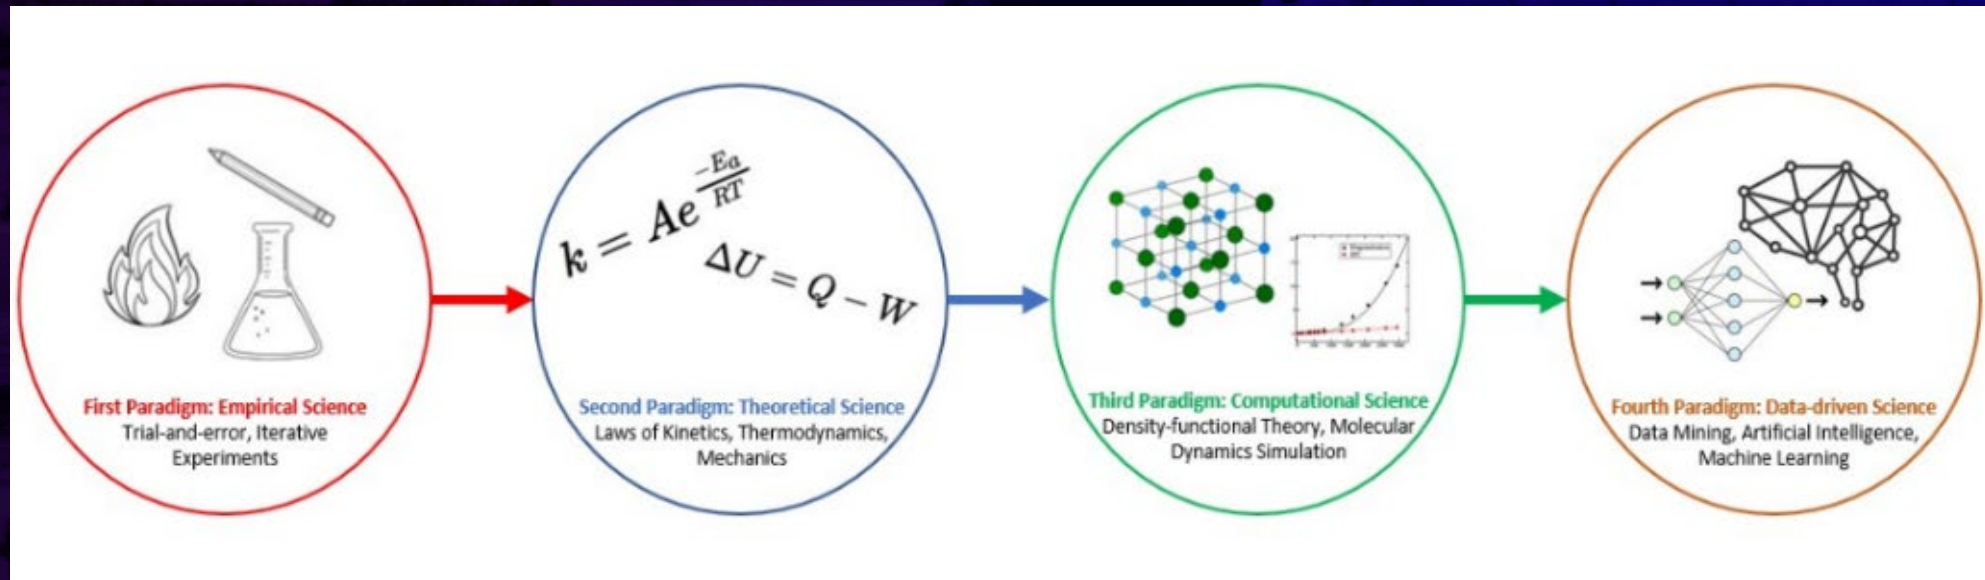 First Paradigm: Empirical Science
Trial-and-error, Iterative
Experiments
k = Ae^{\frac{-Ea}{RT}}
ΔU = Q − W
Second Paradigm: Theoretical Science
Laws of Kinetics, Thermodynamics,
Mechanics
Third Paradigm: Computational Science
Density-functional Theory, Molecular
Dynamics Simulation
Fourth Paradigm: Data-driven Science
Data Mining, Artificial Intelligence,
Machine Learning